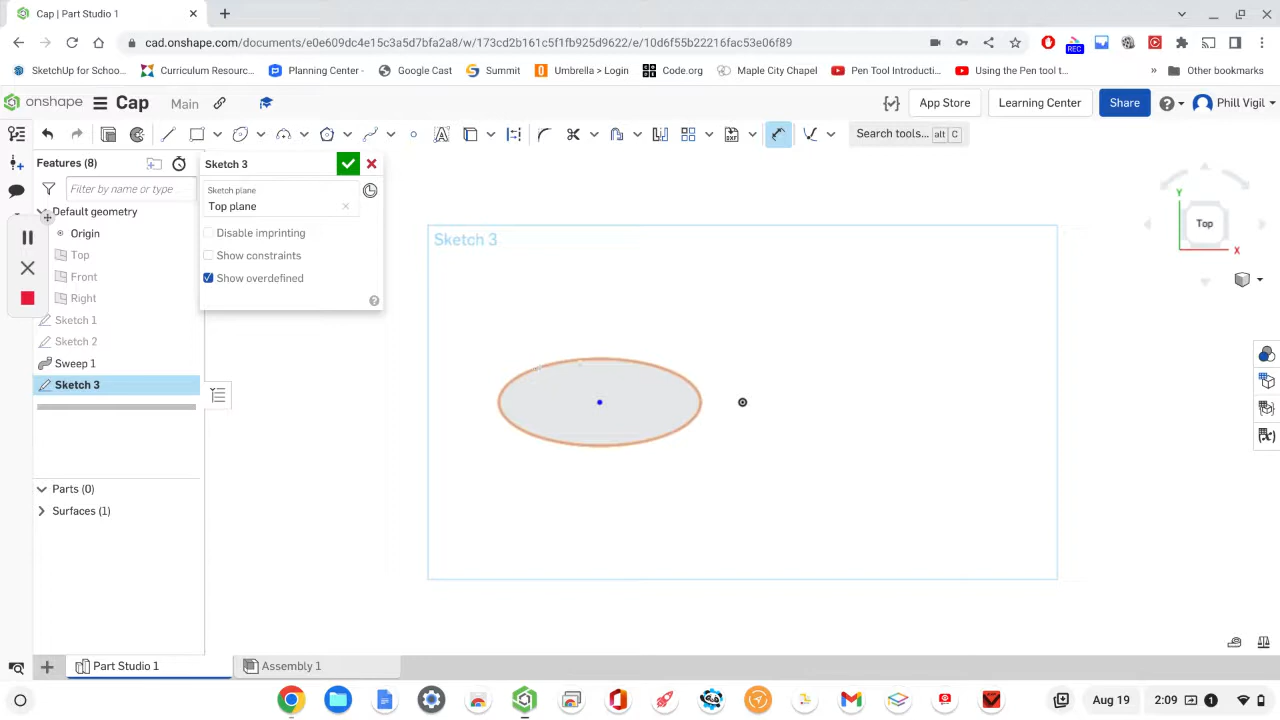 Cap | Part Studio 1
cad.onshape.com/documents/e0e609dc4a5c3a5d7bfa2afa/w/173cd2b161c5f1fb925d9622/e/10d6f55b22216fac53e06f89
REC
SketchUp for Schoo...
Curriculum Resourc...
Planning Center -
Google Cast
Summit
Umbrella > Login
Code.org
Maple City Chapel
Pen Tool Introducti...
Using the Pen tool t...
Other bookmarks
onshape
Cap
Main
App Store
Learning Center
Share
Phill Vigil
Search tools...
alt
C
Features (8)
Filter by name or type
Default geometry
Origin
Top
Front
Right
Sketch 1
Sketch 2
Sweep 1
Sketch 3
Parts (0)
Surfaces (1)
Sketch 3
Sketch plane
Top plane
Disable imprinting
Show constraints
Show overdefined
Sketch 3
Y
Top
X
Part Studio 1
Assembly 1
Aug 19
2:09
1